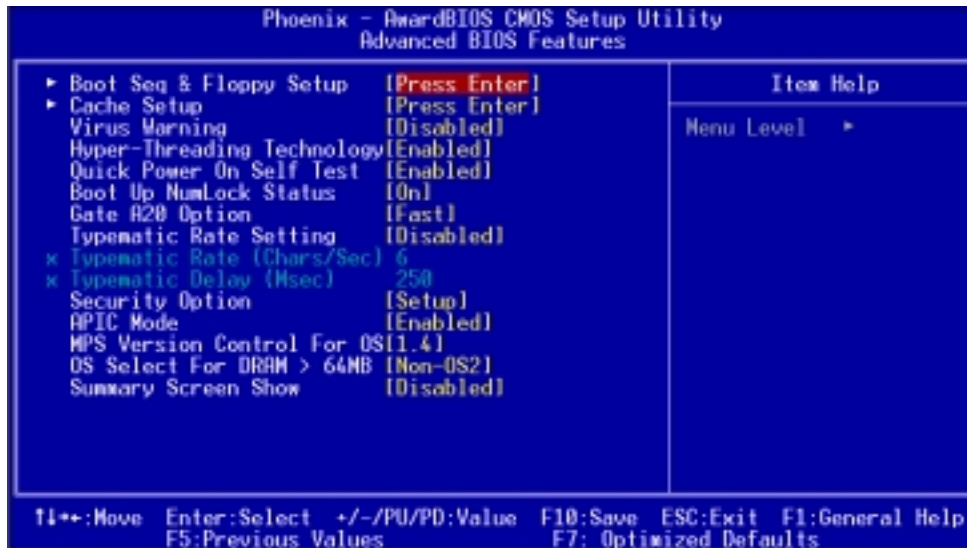 Phoenix - AwardBIOS CMOS Setup Utility
Advanced BIOS Features
► Boot Seq & Floppy Setup [Press Enter]
► Cache Setup [Press Enter]
Virus Warning [Disabled]
Hyper-Threading Technology[Enabled]
Quick Power On Self Test [Enabled]
Boot Up NumLock Status [On]
Gate A20 Option [Fast]
Typematic Rate Setting [Disabled]
x Typematic Rate (Chars/Sec) 6
x Typematic Delay (Msec) 250
Security Option [Setup]
APIC Mode [Enabled]
MPS Version Control For OS[1.4]
OS Select For DRAM > 64MB [Non-OS2]
Summary Screen Show [Disabled]
Item Help
Menu Level ►
↑↓→←:Move Enter:Select +/-/PU/PD:Value F10:Save ESC:Exit F1:General Help
F5:Previous Values F7: Optimized Defaults